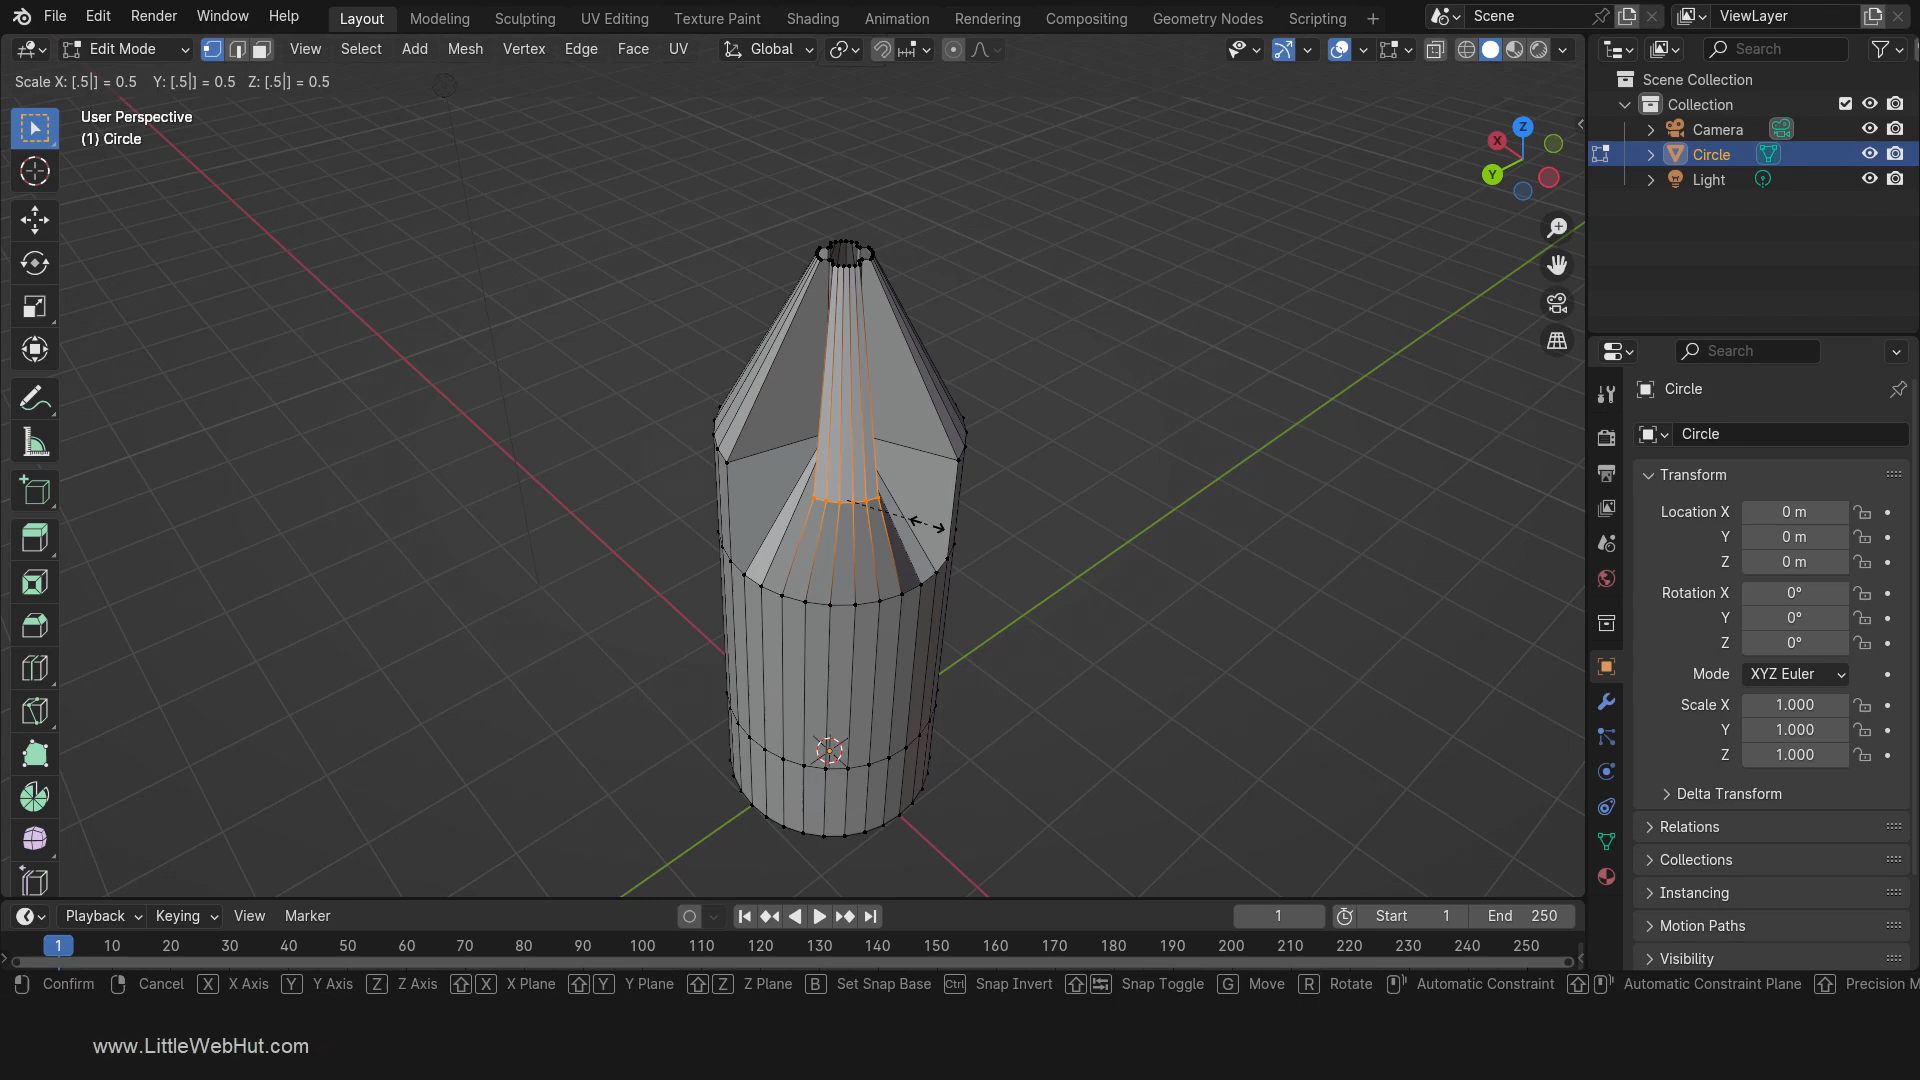 File Edit Render Window Help Layout Modeling Sculpting UV Editing Texture Paint Shading Animation Rendering Compositing Geometry Nodes Scripting + Scene ViewLayer
Edit Mode View Select Add Mesh Vertex Edge Face UV Global Search
Scale X: [.5|] = 0.5 Y: [.5|] = 0.5 Z: [.5|] = 0.5
User Perspective
(1) Circle
X Y Z
Scene Collection
Collection
Camera
Circle
Light
Search
Circle
Circle
Transform
Location X 0 m
Y 0 m
Z 0 m
Rotation X 0°
Y 0°
Z 0°
Mode XYZ Euler
Scale X 1.000
Y 1.000
Z 1.000
Delta Transform
Relations
Collections
Instancing
Motion Paths
Visibility
Playback Keying View Marker 1 Start 1 End 250
1 10 20 30 40 50 60 70 80 90 100 110 120 130 140 150 160 170 180 190 200 210 220 230 240 250
Confirm Cancel X X Axis Y Y Axis Z Z Axis X X Plane Y Y Plane Z Z Plane B Set Snap Base Ctrl Snap Invert Snap Toggle G Move R Rotate Automatic Constraint Automatic Constraint Plane Precision M
www.LittleWebHut.com